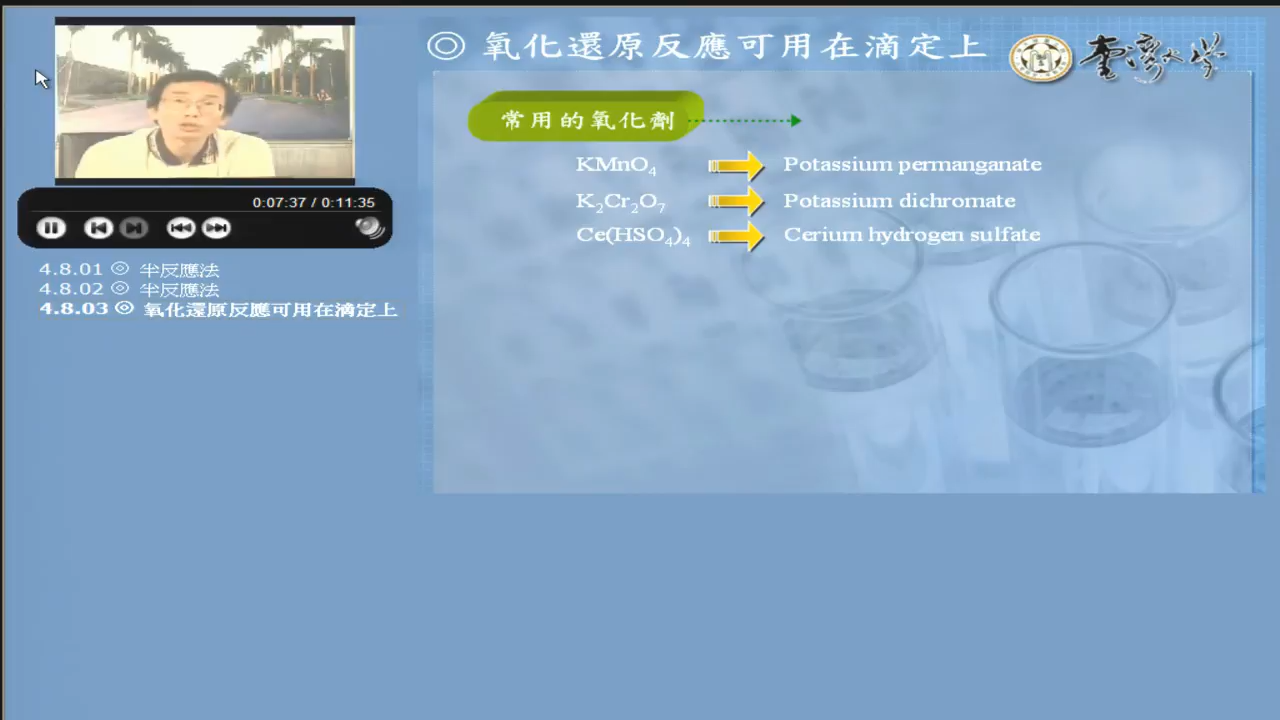 ◎ 氧化還原反應可用在滴定上
臺灣大學
常用的氧化劑
KMnO₄ Potassium permanganate
K₂Cr₂O₇ Potassium dichromate
Ce(HSO₄)₄ Cerium hydrogen sulfate
0:07:37 / 0:11:35
4.8.01 ◎ 半反應法
4.8.02 ◎ 半反應法
4.8.03 ◎ 氧化還原反應可用在滴定上